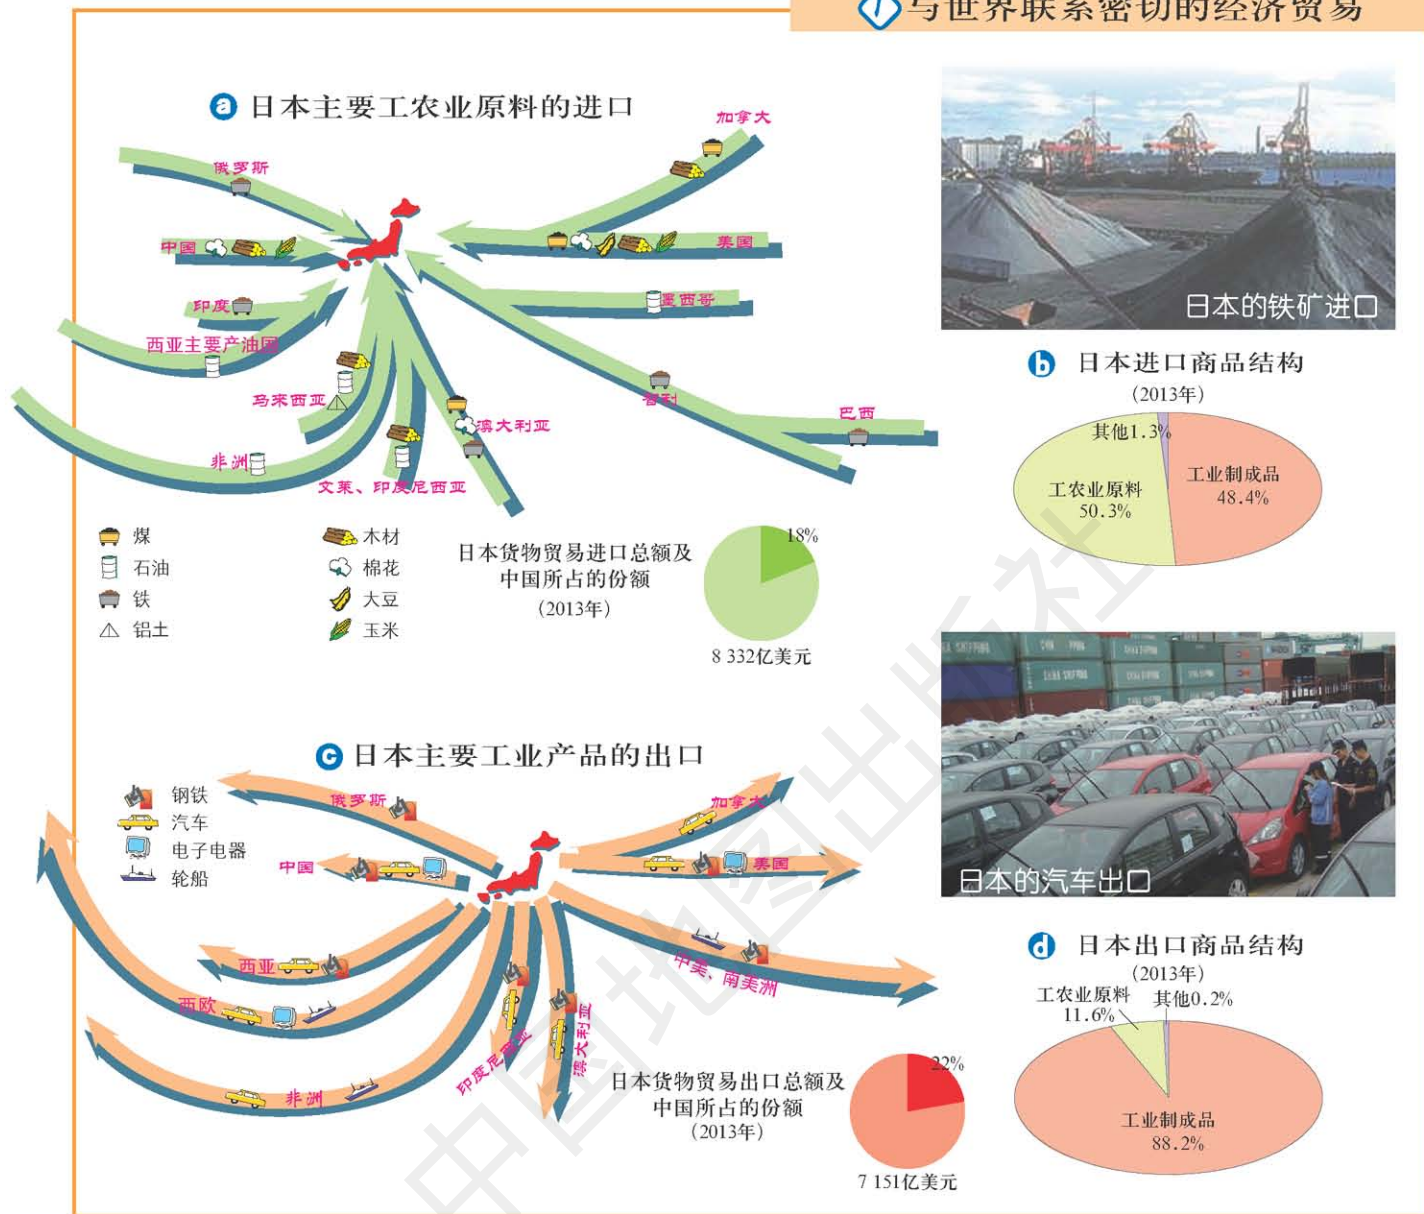 与世界联系密切的经济贸易
a 日本主要工农业原料的进口
加拿大
俄罗斯
中国
美国
印度
墨西哥
西亚主要产油国
马来西亚
智利
巴西
澳大利亚
非洲
文莱、印度尼西亚
煤
木材
石油
棉花
铁
大豆
铝土
玉米
日本货物贸易进口总额及
中国所占的份额
(2013年)
18%
8 332亿美元
日本的铁矿进口
b 日本进口商品结构
(2013年)
其他1.3%
工业制成品
48.4%
工农业原料
50.3%
c 日本主要工业产品的出口
钢铁
汽车
电子电器
轮船
俄罗斯
加拿大
中国
美国
西亚
中美、南美洲
西欧
印度尼西亚
澳大利亚
非洲
日本货物贸易出口总额及
中国所占的份额
(2013年)
22%
7 151亿美元
日本的汽车出口
d 日本出口商品结构
(2013年)
工农业原料
11.6%
其他0.2%
工业制成品
88.2%
中国地图出版社